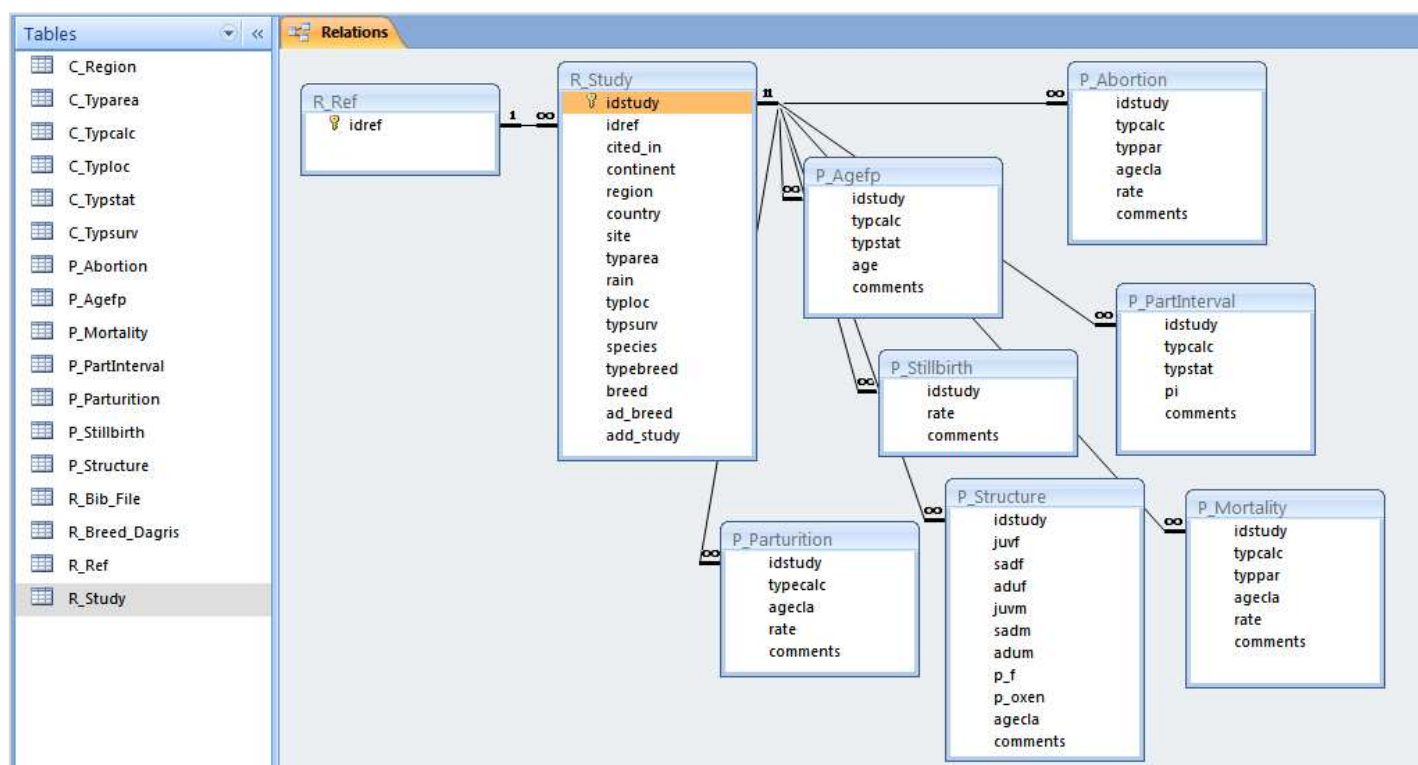 Tables
C_Region
C_Typarea
C_Typcalc
C_Typloc
C_Typstat
C_Typsurv
P_Abortion
P_Agefp
P_Mortality
P_PartInterval
P_Parturition
P_Stillbirth
P_Structure
R_Bib_File
R_Breed_Dagris
R_Ref
R_Study
Relations
R_Ref
idref
1
∞
R_Study
idstudy
idref
cited_in
continent
region
country
site
typarea
rain
typloc
typsurv
species
typebreed
breed
ad_breed
add_study
11
∞
P_Abortion
idstudy
typcalc
typpar
agecla
rate
comments
∞
P_Agefp
idstudy
typcalc
typstat
age
comments
∞
P_PartInterval
idstudy
typcalc
typstat
pi
comments
∞
P_Stillbirth
idstudy
rate
comments
∞
P_Structure
idstudy
juvf
sadf
aduf
juvm
sadm
adum
p_f
p_oxen
agecla
comments
∞
P_Mortality
idstudy
typcalc
typpar
agecla
rate
comments
∞
P_Parturition
idstudy
typecalc
agecla
rate
comments